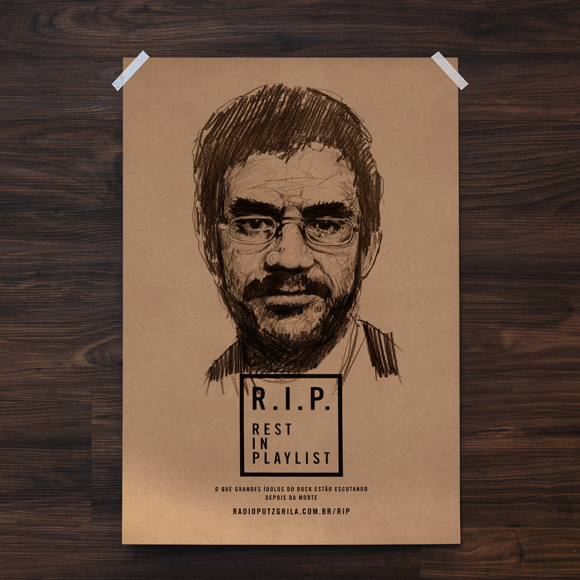 R.I.P.
REST
IN
PLAYLIST
O QUE GRANDES ÍDOLOS DO ROCK ESTÃO ESCUTANDO
DEPOIS DA MORTE
RADIOPUTZGRILA.COM.BR/RIP